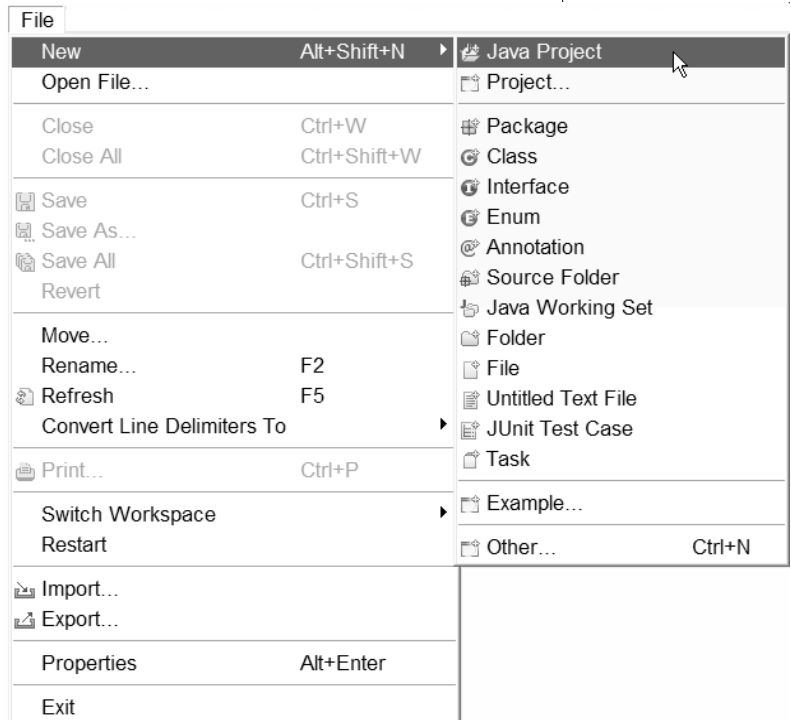 File
New Alt+Shift+N
Open File...
Close Ctrl+W
Close All Ctrl+Shift+W
Save Ctrl+S
Save As...
Save All Ctrl+Shift+S
Revert
Move...
Rename... F2
Refresh F5
Convert Line Delimiters To
Print... Ctrl+P
Switch Workspace
Restart
Import...
Export...
Properties Alt+Enter
Exit
Java Project
Project...
Package
Class
Interface
Enum
Annotation
Source Folder
Java Working Set
Folder
File
Untitled Text File
JUnit Test Case
Task
Example...
Other... Ctrl+N